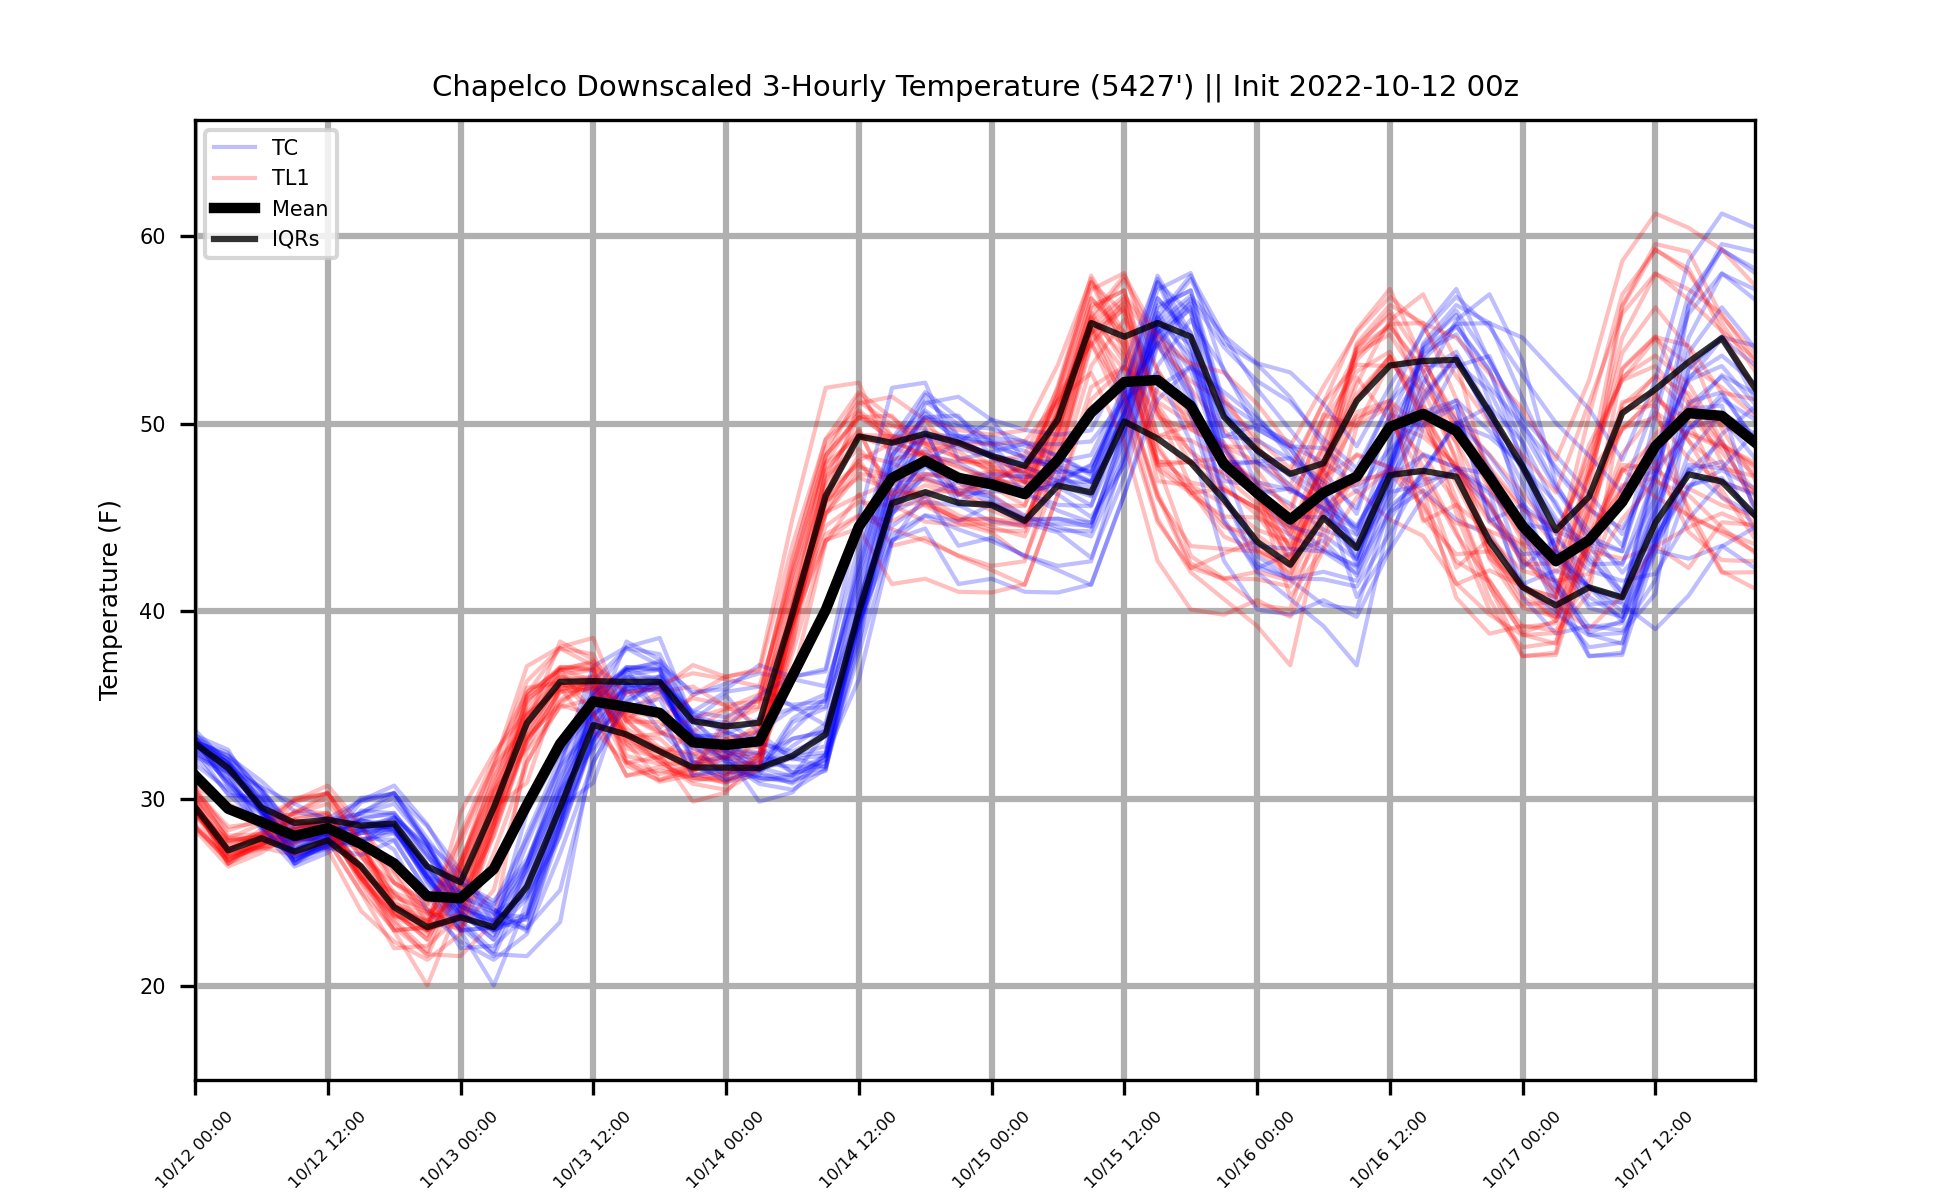 Chapelco Downscaled 3-Hourly Temperature (5427') || Init 2022-10-12 00z
TC
TL1
Mean
IQRs
Temperature (F)
60
50
40
30
20
10/12 00:00
10/12 12:00
10/13 00:00
10/13 12:00
10/14 00:00
10/14 12:00
10/15 00:00
10/15 12:00
10/16 00:00
10/16 12:00
10/17 00:00
10/17 12:00